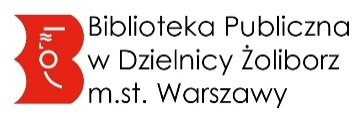 Biblioteka Publiczna
w Dzielnicy Żoliborz
m.st. Warszawy